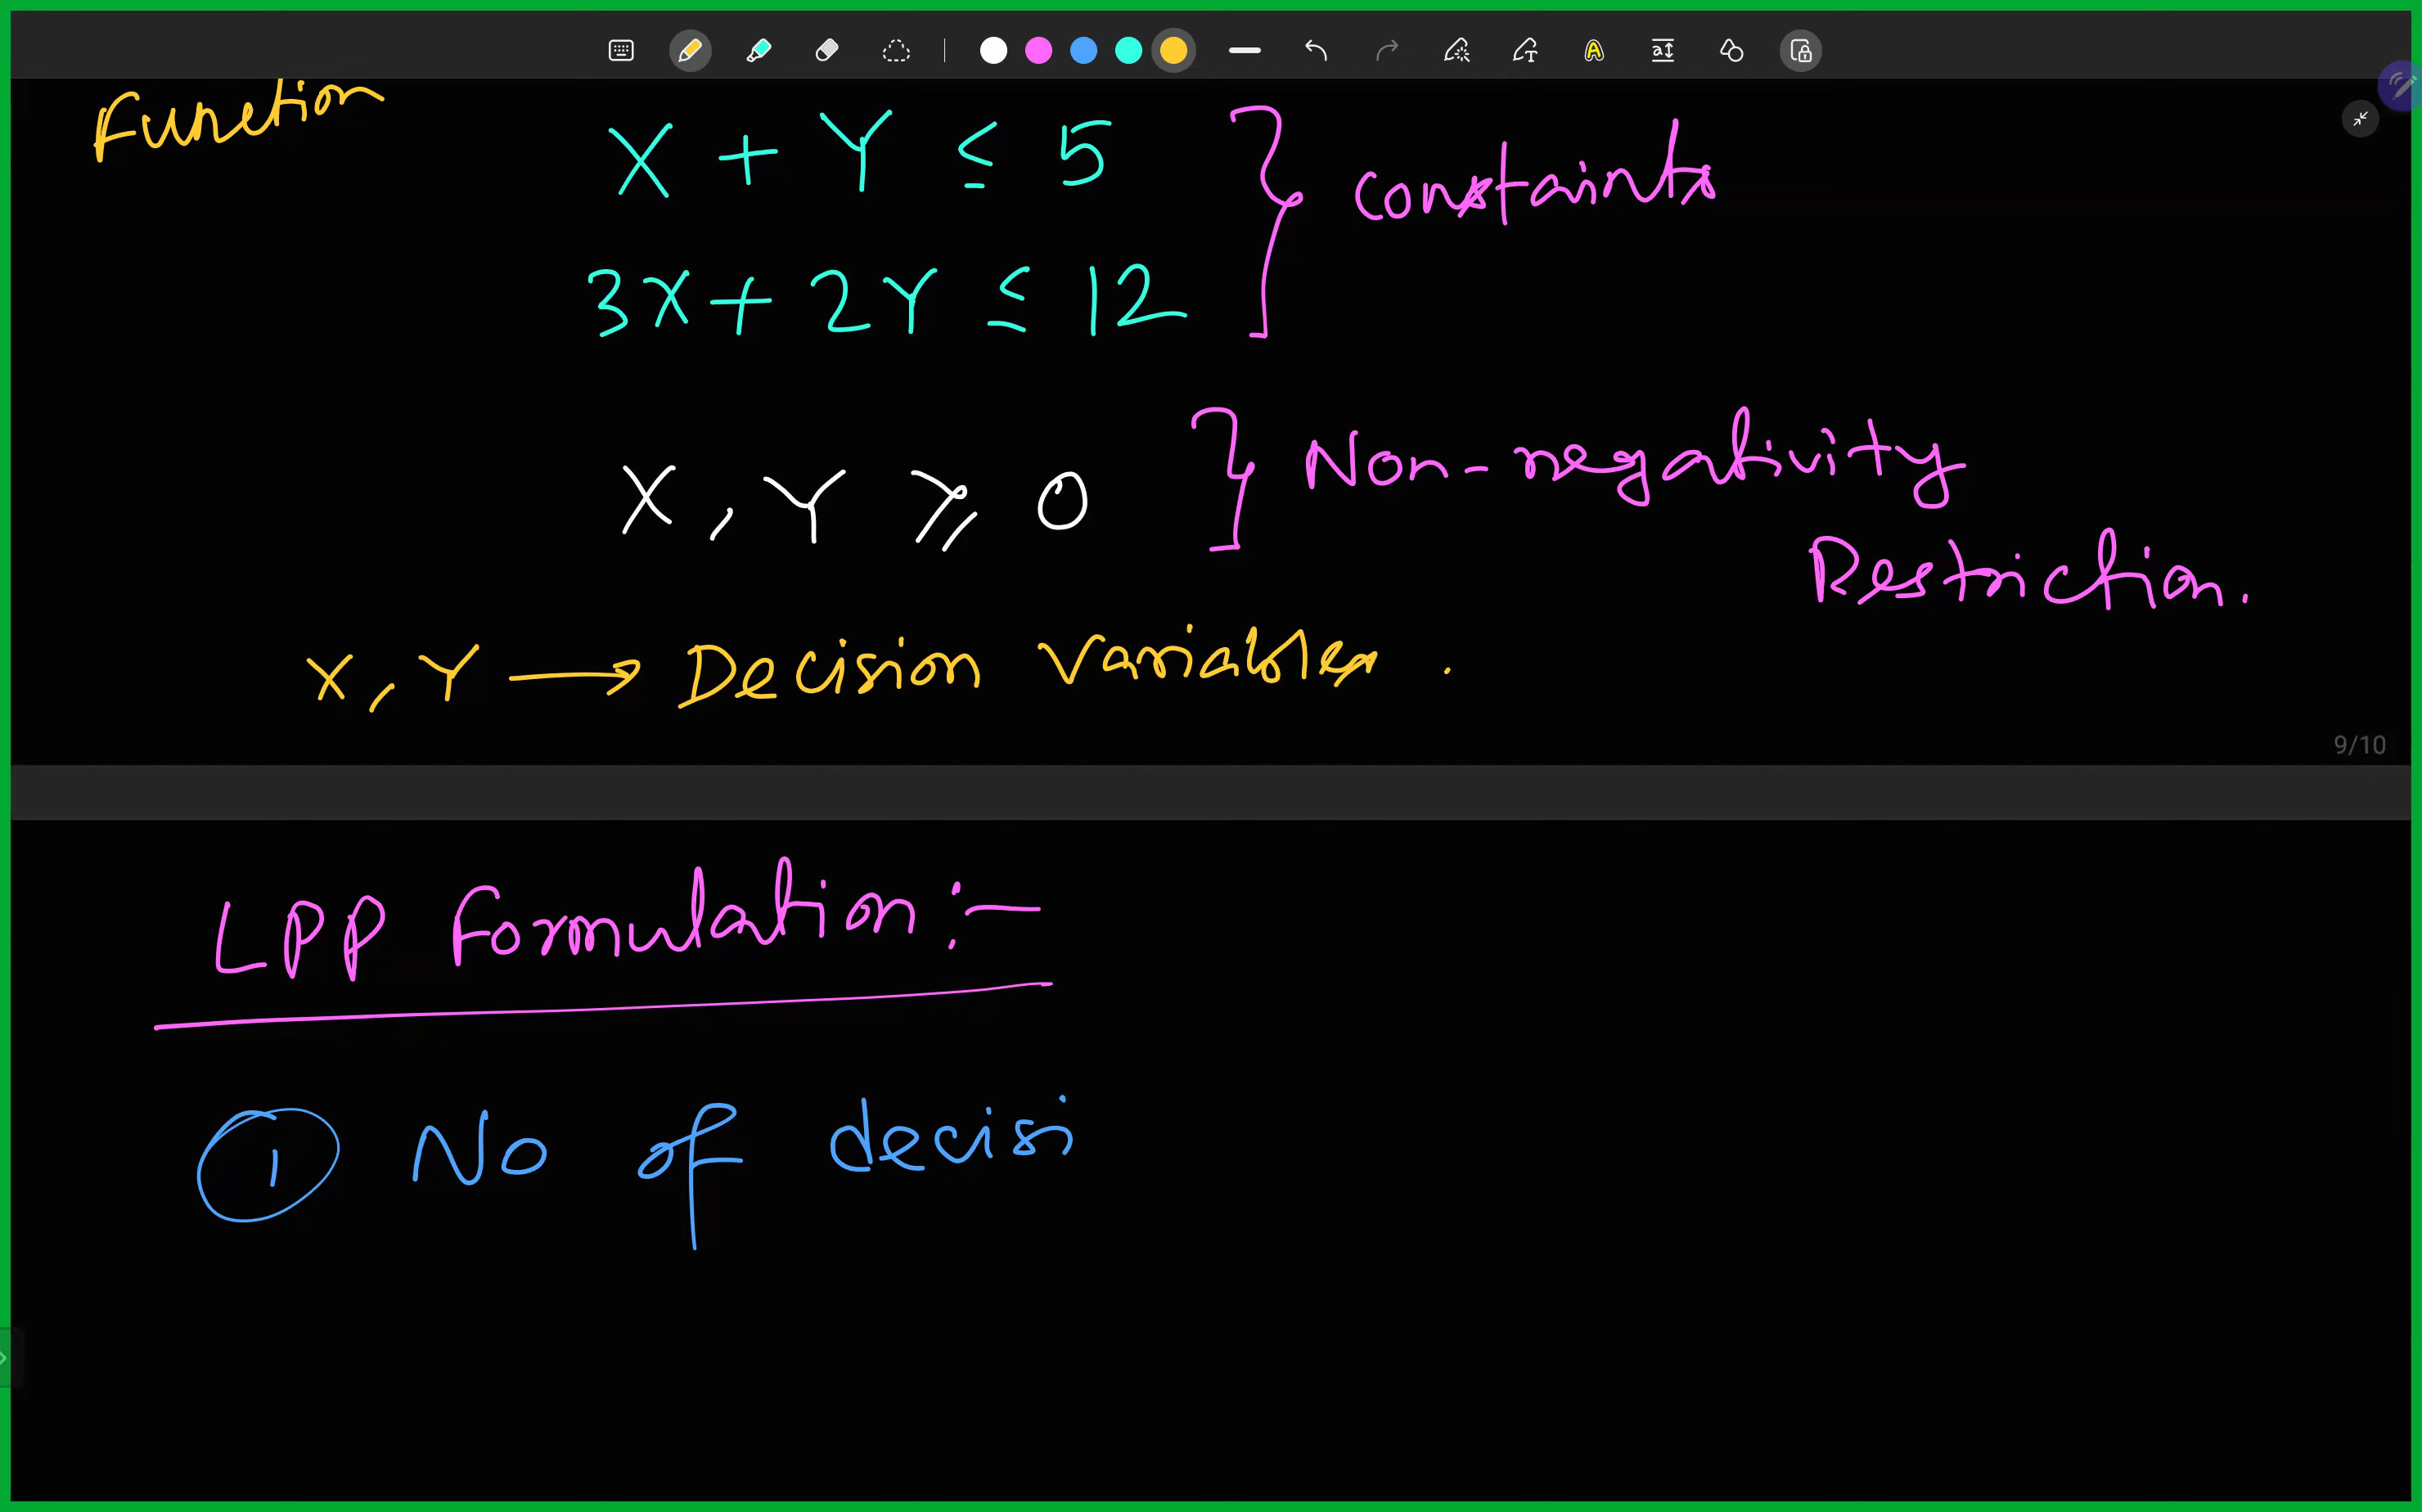 Function
X + Y ≤ 5 } Constaints
3X + 2Y ≤ 12
X, Y ⩾ 0 } Non-negativity
Restriction.
X, Y → Decision variables.
9/10
LPP Formulation:-
① No of decisi